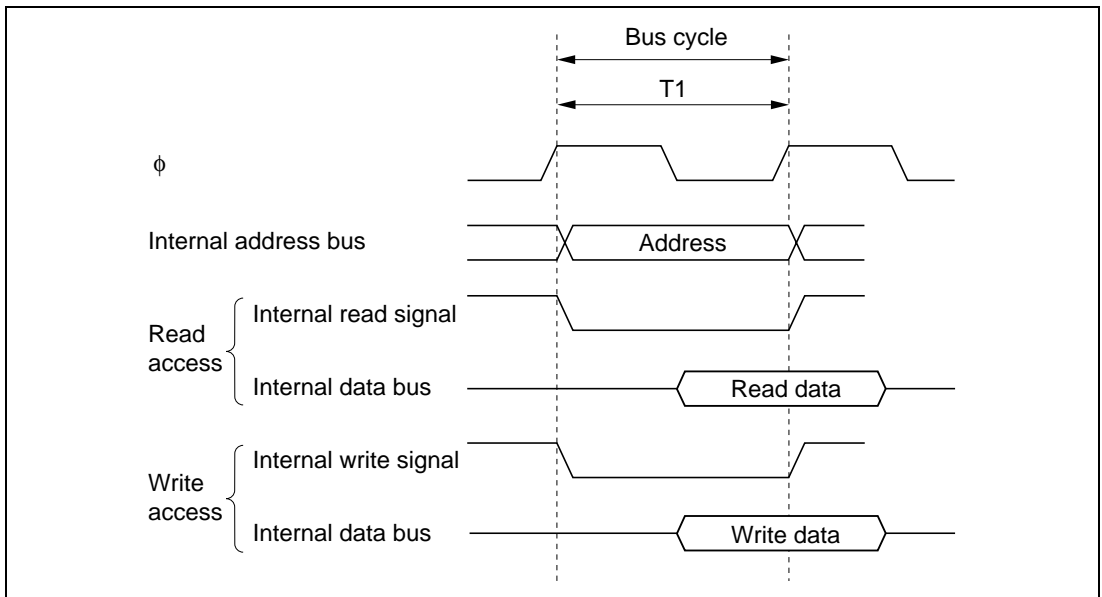 Bus cycle
T1
ϕ
Internal address bus
Address
Read
access
Internal read signal
Internal data bus
Read data
Write
access
Internal write signal
Internal data bus
Write data